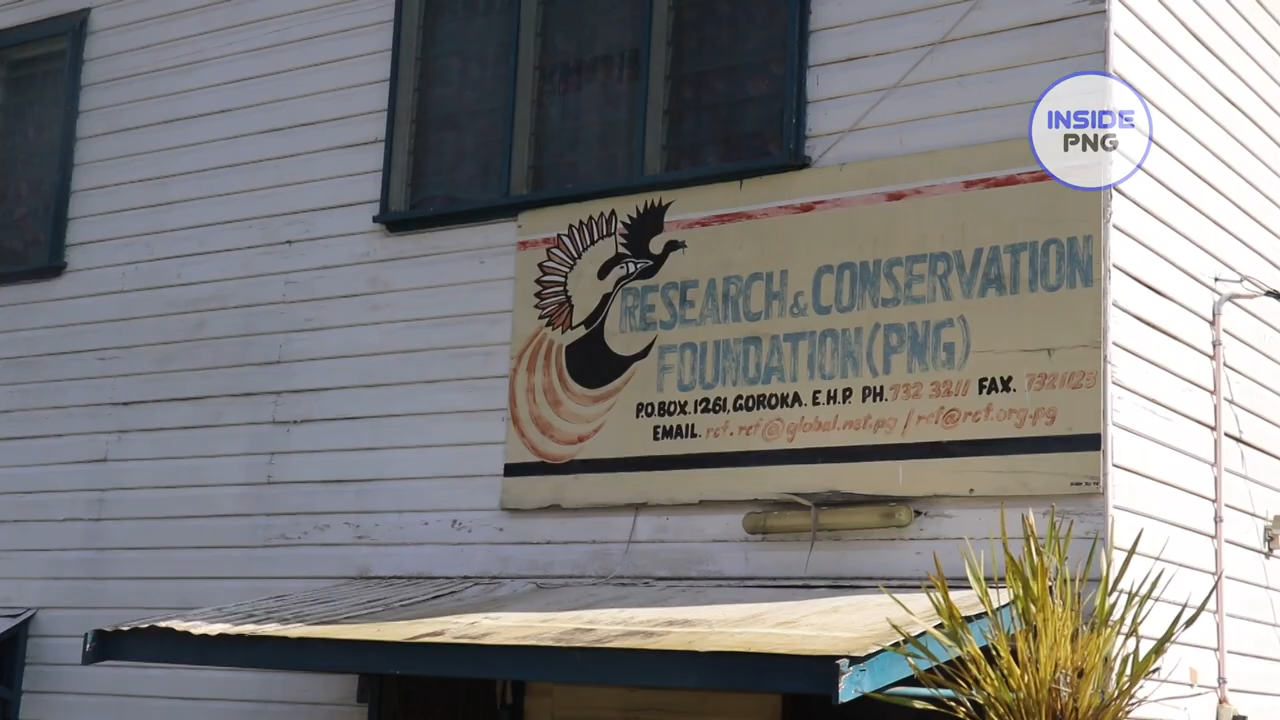 INSIDE
PNG
RESEARCH & CONSERVATION
FOUNDATION (PNG)
P.O.BOX. 1261, GOROKA. E.H.P. PH. 732 3211 FAX. 7321123
EMAIL. rcf.rcf@global.net.pg / rcf@rcf.org.pg